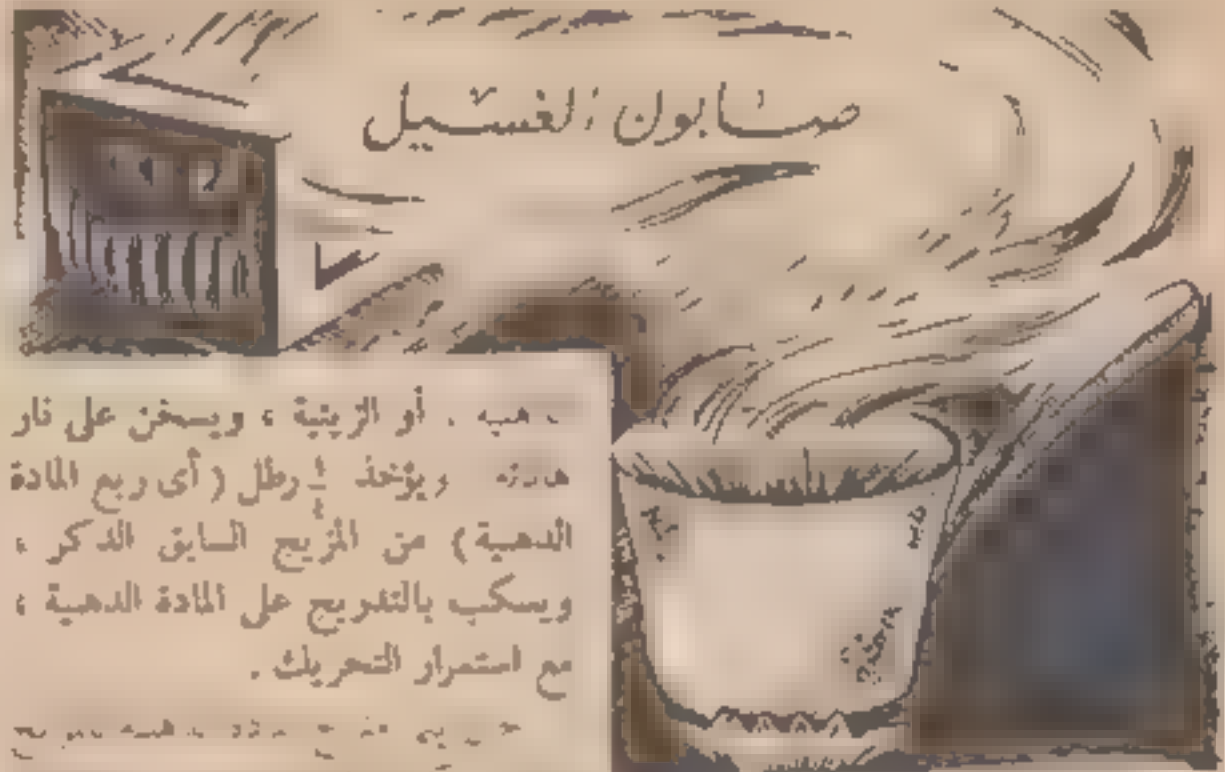 صابون الغسيل
أو الزيتية ، ويسخن على نار
ويؤخذ ¼ رطل ( أى ربع المادة
الدهنية ) من المزيج السابق الذكر ،
ويسكب بالتدريج على المادة الدهنية ،
مع استمرار التحريك .